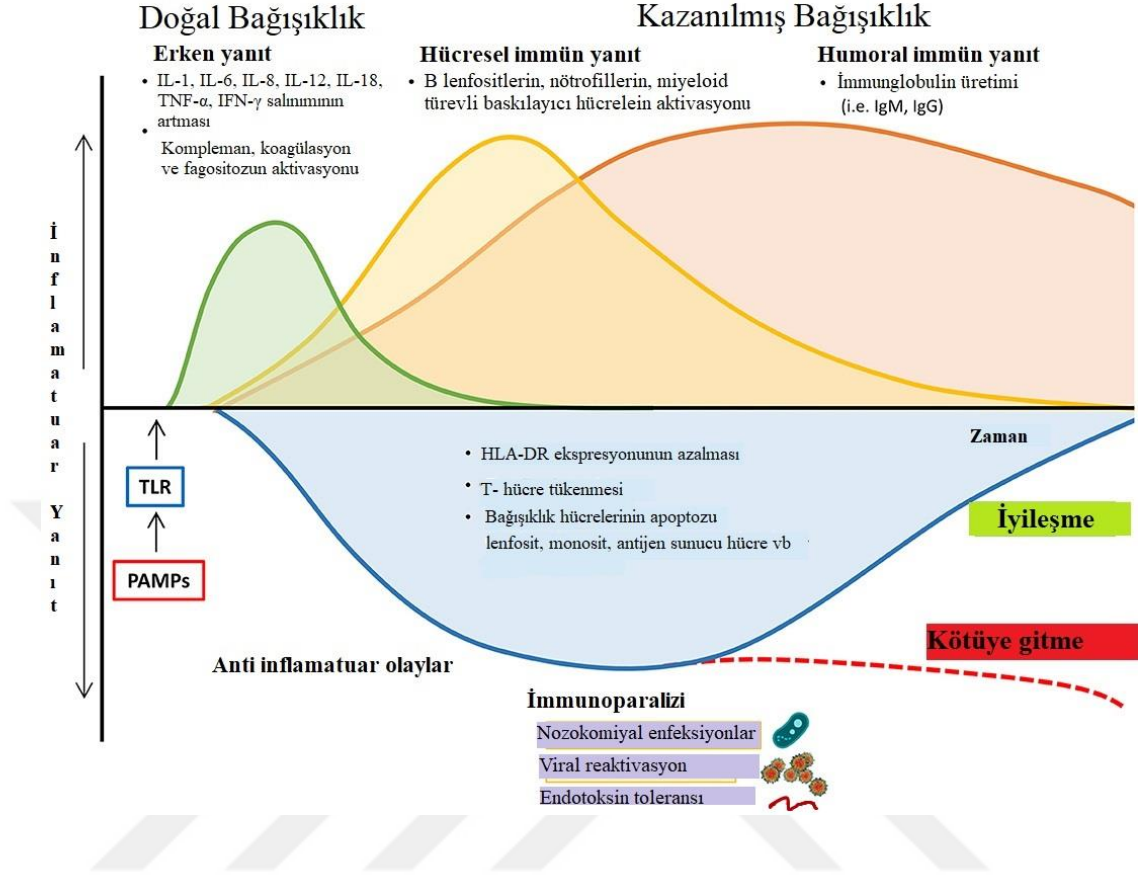 Doğal Bağışıklık
Kazanılmış Bağışıklık
Erken yanıt
• IL-1, IL-6, IL-8, IL-12, IL-18,
TNF-α, IFN-γ salınımının
artması
•
Kompleman, koagülasyon
ve fagositozun aktivasyonu
Hücresel immün yanıt
• B lenfositlerin, nötrofillerin, miyeloid
türevli baskılayıcı hücrelein aktivasyonu
Humoral immün yanıt
• İmmunglobulin üretimi
(i.e. IgM, IgG)
İnflamatuar Yanıt
TLR
PAMPs
Zaman
• HLA-DR ekspresyonunun azalması
• T- hücre tükenmesi
• Bağışıklık hücrelerinin apoptozu
lenfosit, monosit, antijen sunucu hücre vb
İyileşme
Kötüye gitme
Anti inflamatuar olaylar
İmmunoparalizi
Nozokomiyal enfeksiyonlar
Viral reaktivasyon
Endotoksin toleransı